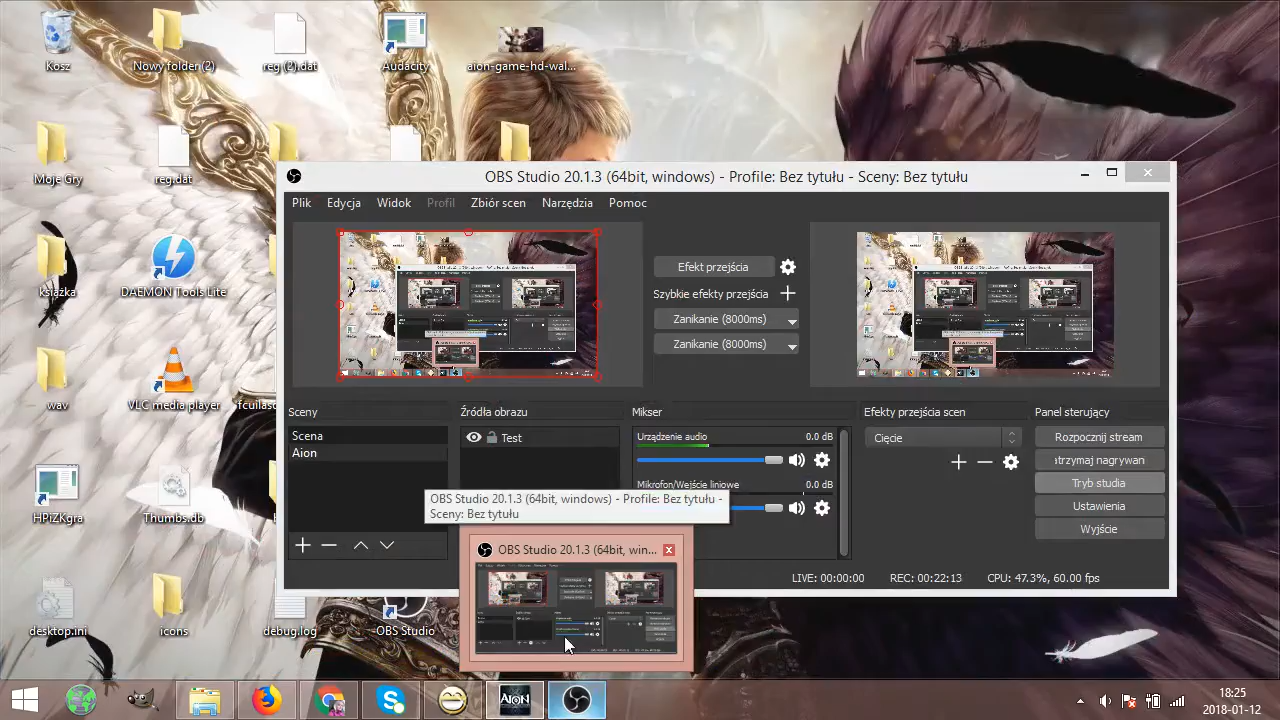 Kosz
Nowy folder (2)
reg (2).dat
Audacity
aion-game-hd-wal...
Moje Gry
reg.dat
OBS Studio 20.1.3 (64bit, windows) - Profile: Bez tytułu - Sceny: Bez tytułu
Plik
Edycja
Widok
Profil
Zbiór scen
Narzędzia
Pomoc
książka
DAEMON Tools Lite
Efekt przejścia
Szybkie efekty przejścia
Zanikanie (8000ms)
Zanikanie (8000ms)
wav
VLC media player
Sceny
Scena
Aion
Źródła obrazu
Test
Mikser
Urządzenie audio
0.0 dB
Mikrofon/Wejście liniowe
0.0 dB
Efekty przejścia scen
Cięcie
Panel sterujący
Rozpocznij stream
atrzymaj nagrywan
Tryb studia
Ustawienia
Wyjście
OBS Studio 20.1.3 (64bit, windows) - Profile: Bez tytułu -
Sceny: Bez tytułu
HPiZKgra
Thumbs.db
OBS Studio 20.1.3 (64bit, win...
LIVE: 00:00:00
REC: 00:22:13
CPU: 47.3%, 60.00 fps
desktop.ini
icons
debug.log
OBS Studio
AION
18:25
2018-01-12